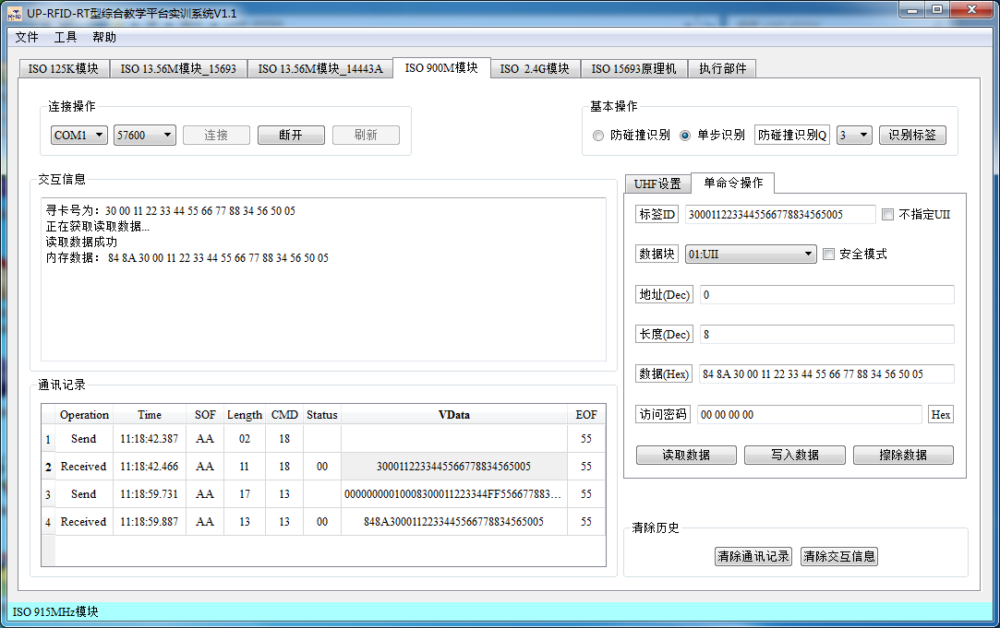 UP-RFID-RT型综合教学平台实训系统V1.1
文件 工具 帮助
ISO 125K模块 ISO 13.56M模块_15693 ISO 13.56M模块_14443A ISO 900M模块 ISO 2.4G模块 ISO 15693原理机 执行部件
连接操作
COM1 57600 连接 断开 刷新
基本操作
防碰撞识别 单步识别 防碰撞识别Q 3 识别标签
交互信息
寻卡号为: 30 00 11 22 33 44 55 66 77 88 34 56 50 05
正在获取读取数据...
读取数据成功
内存数据: 84 8A 30 00 11 22 33 44 55 66 77 88 34 56 50 05
UHF设置 单命令操作
标签ID 3000112233445566778834565005 不指定UII
数据块 01:UII 安全模式
地址(Dec) 0
长度(Dec) 8
数据(Hex) 84 8A 30 00 11 22 33 44 55 66 77 88 34 56 50 05
访问密码 00 00 00 00 Hex
读取数据 写入数据 擦除数据
通讯记录
Operation Time SOF Length CMD Status VData EOF
1 Send 11:18:42.387 AA 02 18 55
2 Received 11:18:42.466 AA 11 18 00 3000112233445566778834565005 55
3 Send 11:18:59.731 AA 17 13 00000000010008300011223344FF556677883... 55
4 Received 11:18:59.887 AA 13 13 00 848A3000112233445566778834565005 55
清除历史
清除通讯记录 清除交互信息
ISO 915MHz模块